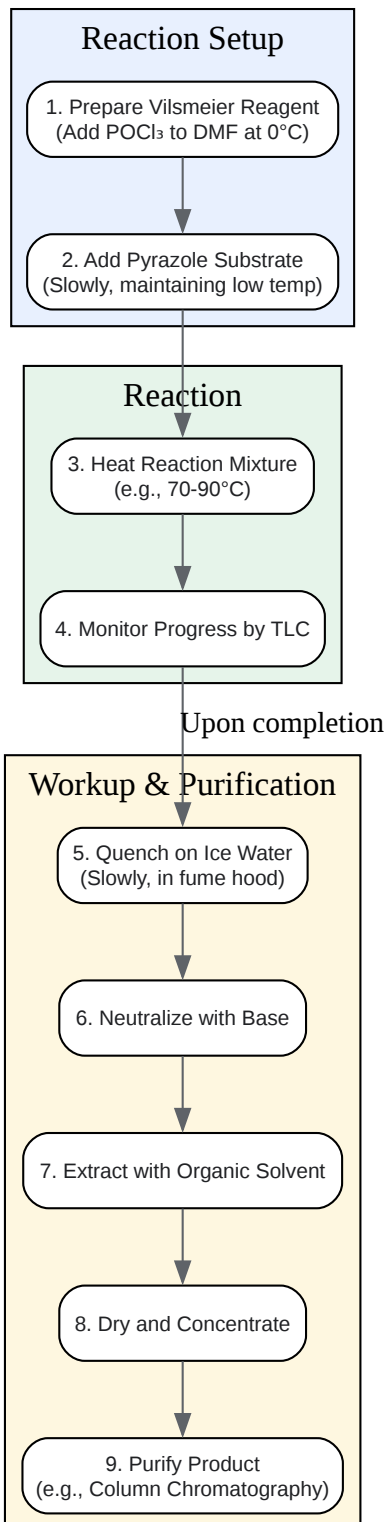 Reaction Setup
1. Prepare Vilsmeier Reagent
(Add POCl₃ to DMF at 0°C)
2. Add Pyrazole Substrate
(Slowly, maintaining low temp)
Reaction
3. Heat Reaction Mixture
(e.g., 70-90°C)
4. Monitor Progress by TLC
Upon completion
Workup & Purification
5. Quench on Ice Water
(Slowly, in fume hood)
6. Neutralize with Base
7. Extract with Organic Solvent
8. Dry and Concentrate
9. Purify Product
(e.g., Column Chromatography)